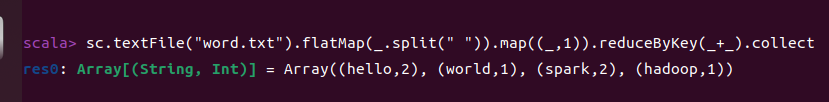 scala> sc.textFile("word.txt").flatMap(_.split(" ")).map((_,1)).reduceByKey(_+_).collect
res0: Array[(String, Int)] = Array((hello,2), (world,1), (spark,2), (hadoop,1))